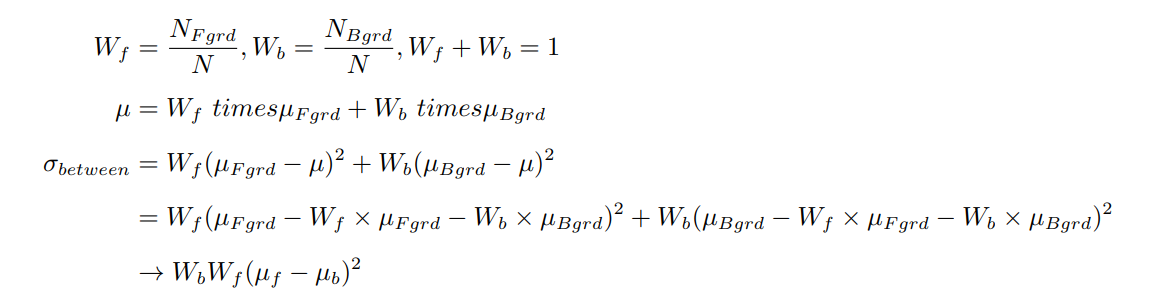 W_f = \frac{N_{Fgrd}}{N}, W_b = \frac{N_{Bgrd}}{N}, W_f + W_b = 1
μ = W_f timesμ_{Fgrd} + W_b timesμ_{Bgrd}
σ_{between} = W_f(μ_{Fgrd} − μ)^2 + W_b(μ_{Bgrd} − μ)^2
= W_f(μ_{Fgrd} − W_f × μ_{Fgrd} − W_b × μ_{Bgrd})^2 + W_b(μ_{Bgrd} − W_f × μ_{Fgrd} − W_b × μ_{Bgrd})^2
→ W_bW_f(μ_f − μ_b)^2